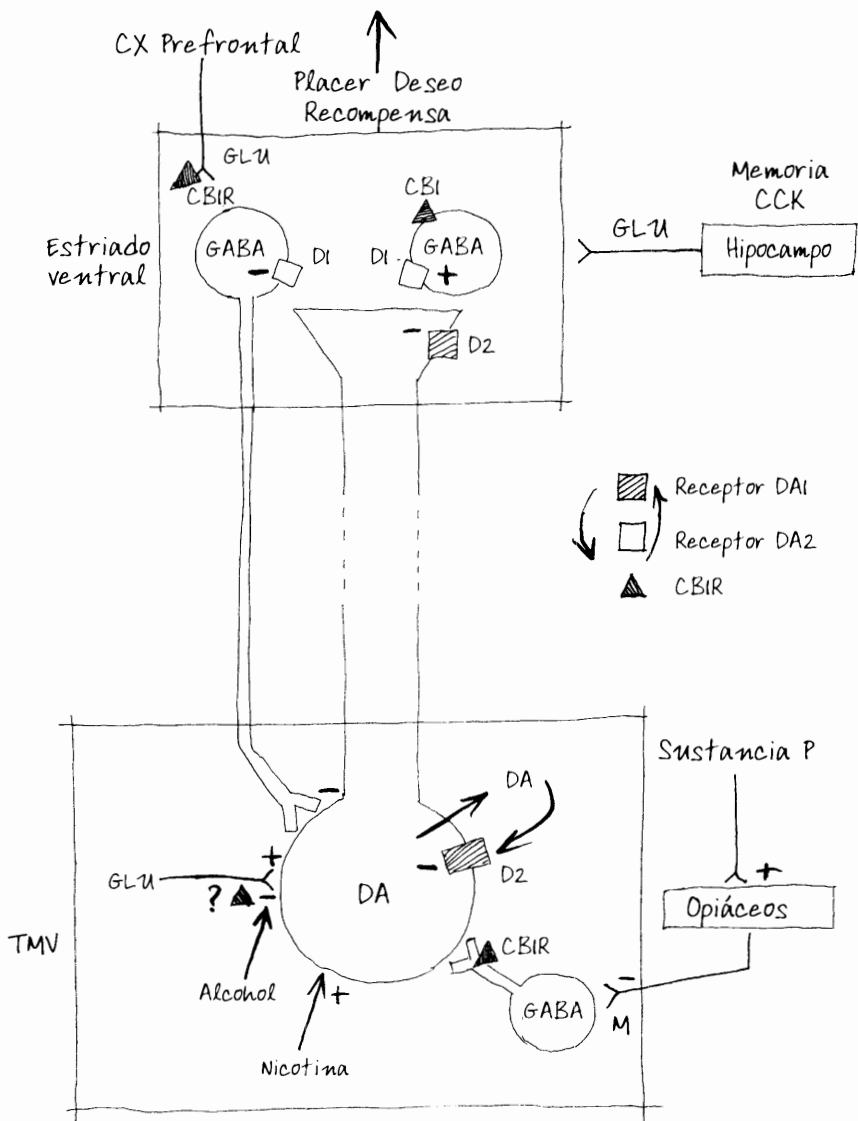 CX Prefrontal
Placer Deseo
Recompensa
GLU
CB1R
CB1
Memoria
CCK
Estriado
ventral
GABA
-
D1
D1
GABA
+
GLU
Hipocampo
-
D2
Receptor DA1
Receptor DA2
CB1R
Sustancia P
-
DA
+
GLU
-
D2
+
? -
DA
Opiáceos
TMV
CB1R
Alcohol
+
GABA
-
M
Nicotina